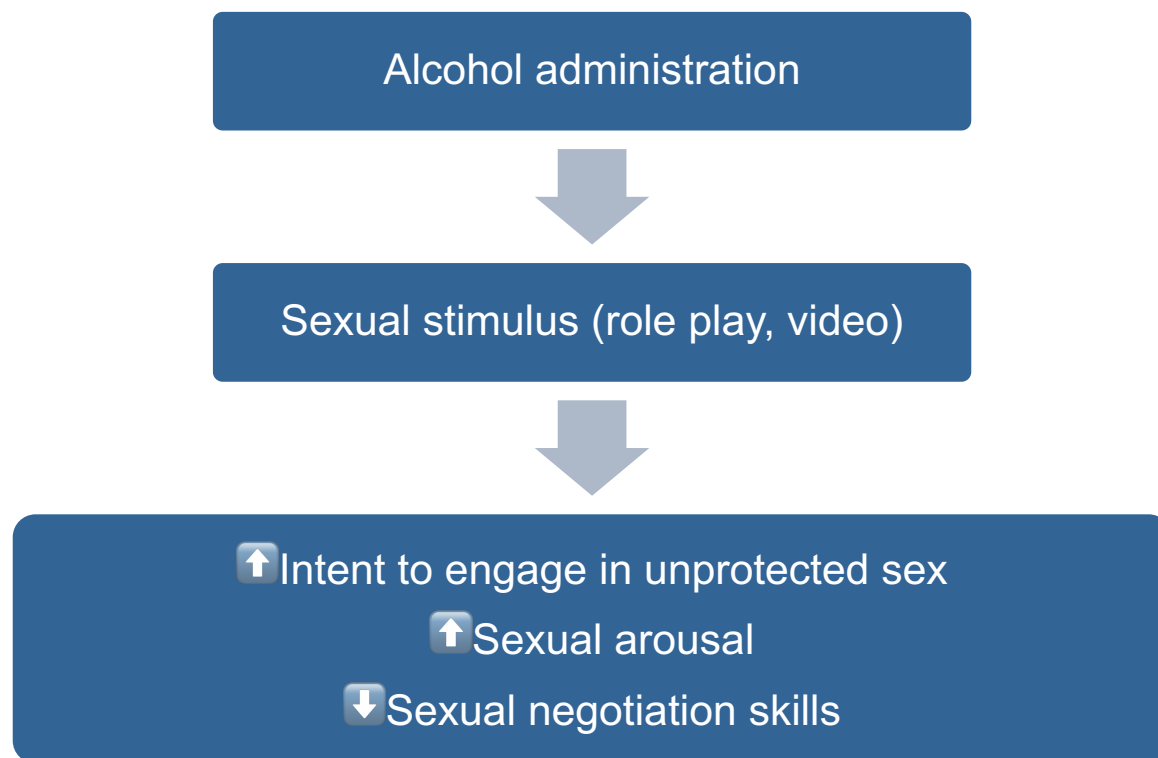 Alcohol administration
Sexual stimulus (role play, video)
⬆Intent to engage in unprotected sex
⬆Sexual arousal
⬇Sexual negotiation skills